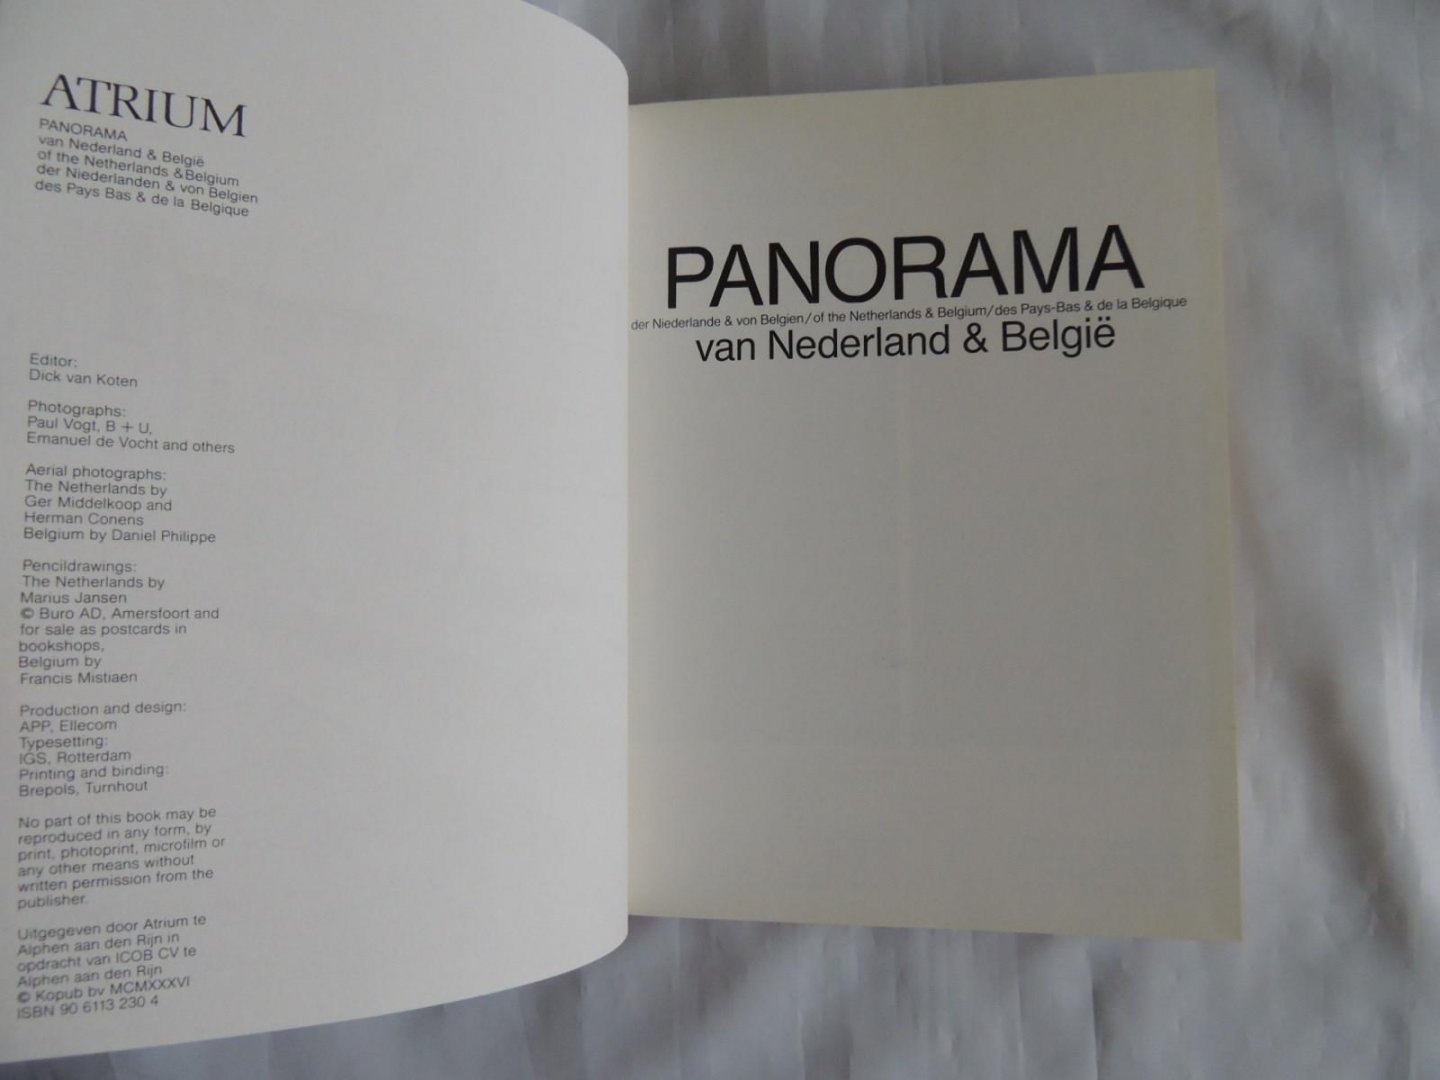 ATRIUM
PANORAMA
van Nederland & België
of the Netherlands & Belgium
der Niederlanden & von Belgien
des Pays Bas & de la Belgique
Editor:
Dick van Koten
Photographs:
Paul Vogt, B + U,
Emanuel de Vocht and others
Aerial photographs:
The Netherlands by
Ger Middelkoop and
Herman Conens
Belgium by Daniel Philippe
Pencildrawings:
The Netherlands by
Marius Jansen
© Buro AD, Amersfoort and
for sale as postcards in
bookshops,
Belgium by
Francis Mistiaen
Production and design:
APP, Ellecom
Typesetting:
IGS, Rotterdam
Printing and binding:
Brepols, Turnhout
No part of this book may be
reproduced in any form, by
print, photoprint, microfilm or
any other means without
written permission from the
publisher.
Uitgegeven door Atrium te
Alphen aan den Rijn in
opdracht van ICOB CV te
Alphen aan den Rijn
© Kopub bv MCMXXXVI
ISBN 90 6113 230 4
PANORAMA
der Niederlande & von Belgien/of the Netherlands & Belgium/des Pays-Bas & de la Belgique
van Nederland & België